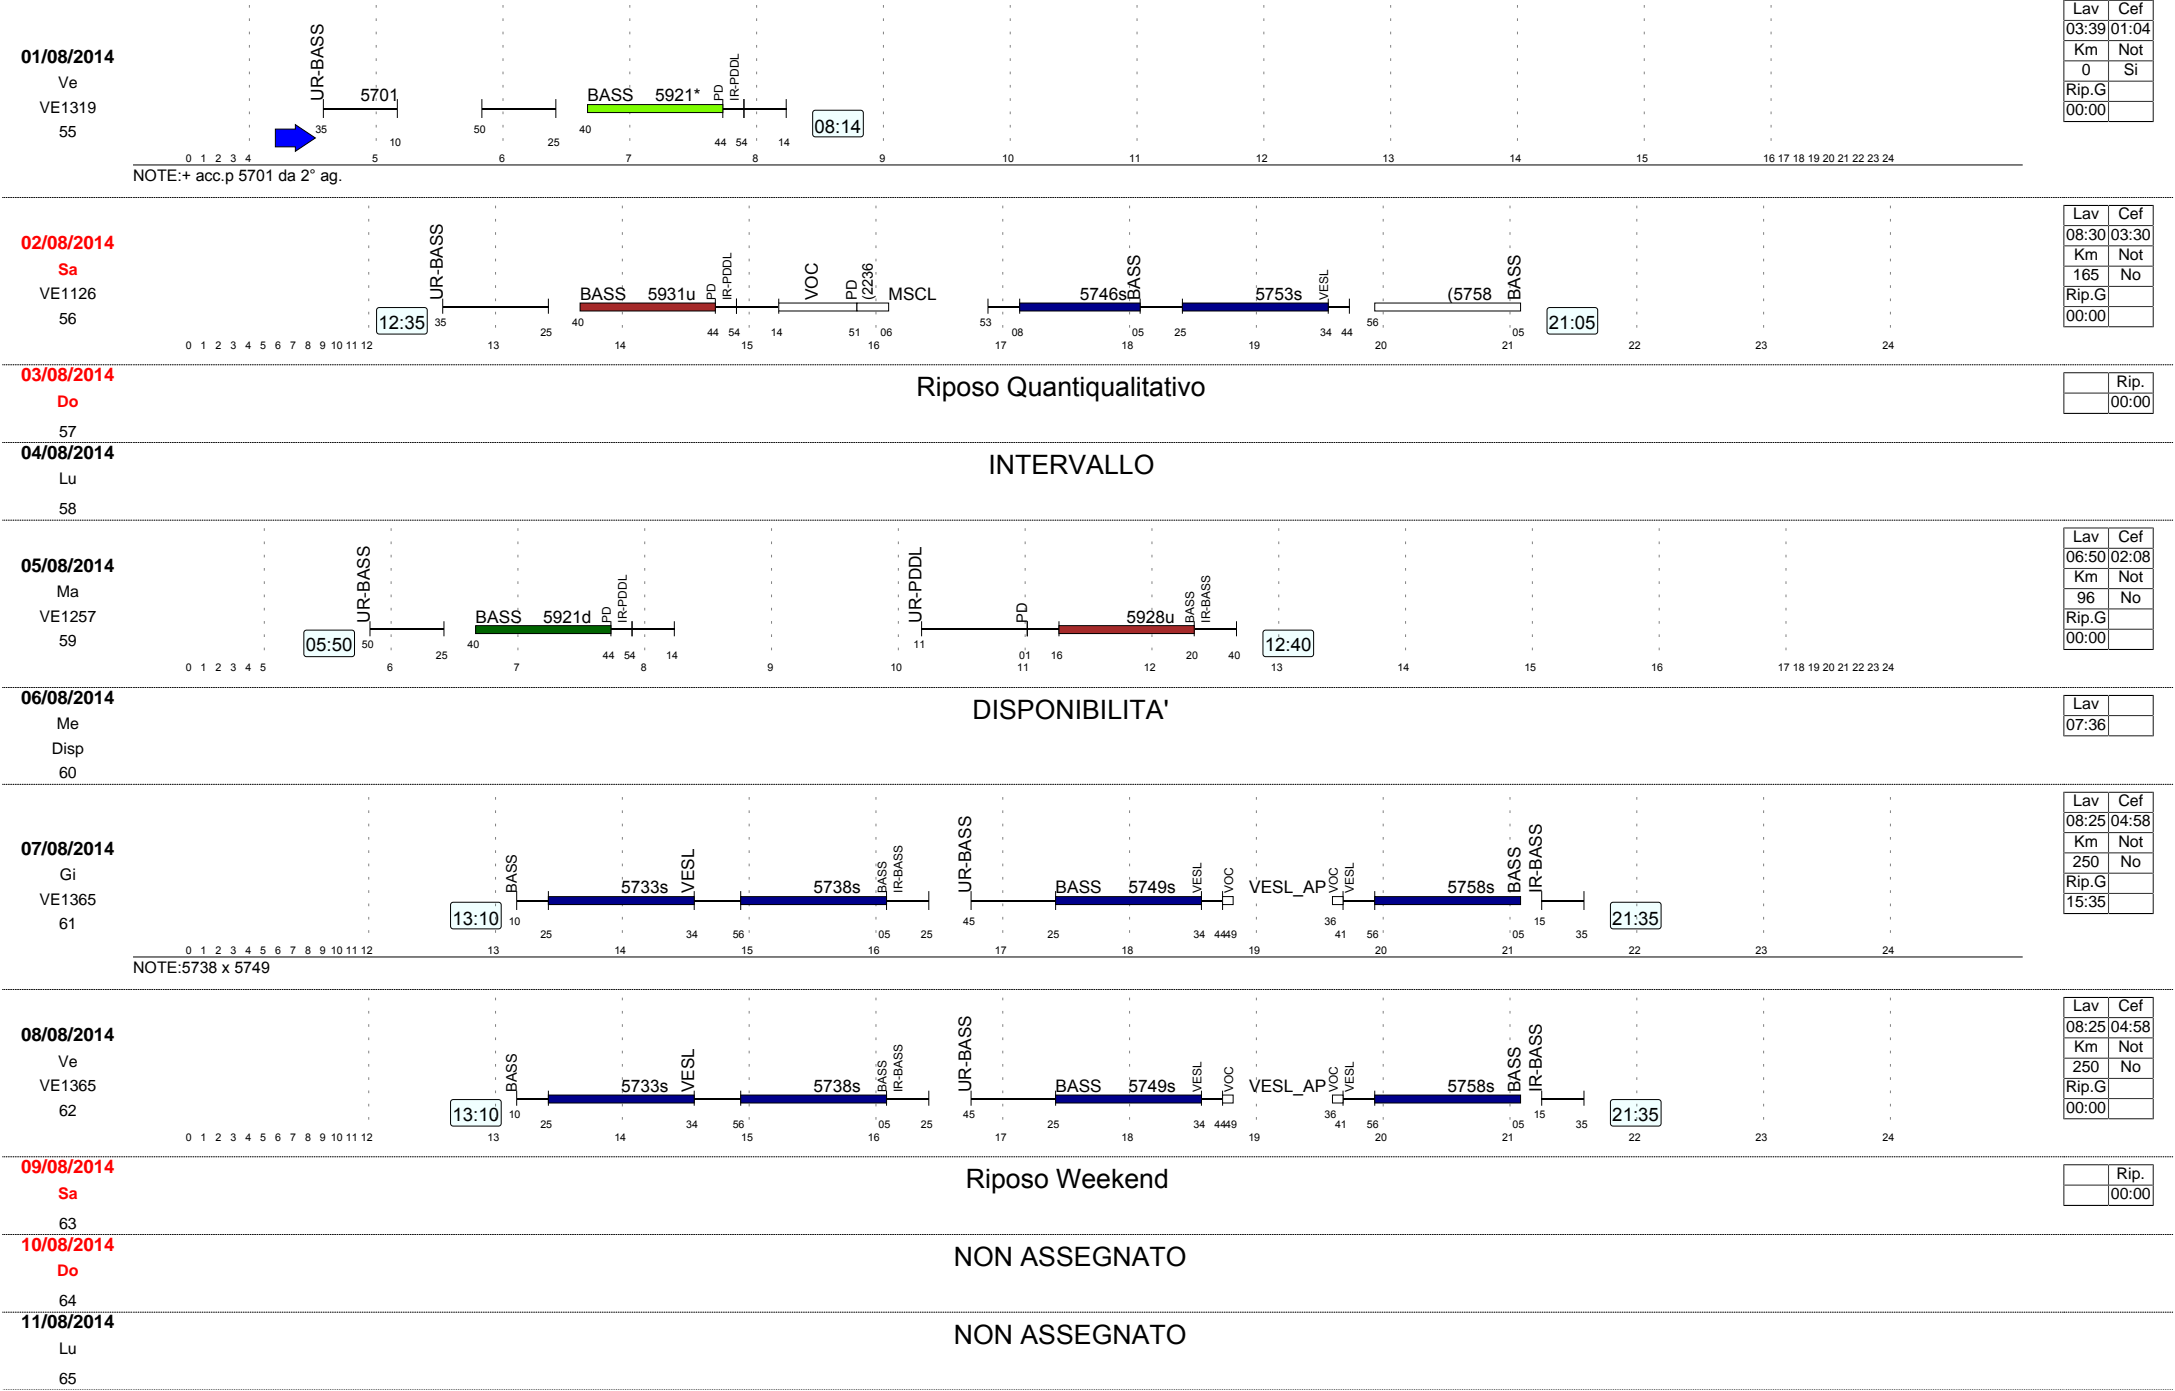 Lav Cef
03:39 01:04
Km Not
0 Si
Rip.G
00:00
01/08/2014
Ve
VE1319
55
UR-BASS 5701 BASS 5921* PD IR-PDDL
35 10 50 25 40 44 54 14 08:14
0 1 2 3 4 5 6 7 8 9 10 11 12 13 14 15 16 17 18 19 20 21 22 23 24
NOTE:+ acc.p 5701 da 2° ag.
Lav Cef
08:30 03:30
Km Not
165 No
Rip.G
00:00
02/08/2014
Sa
VE1126
56
UR-BASS BASS 5931u PD IR-PDDL VOC PD (2236 MSCL 5746s BASS 5753s VESL (5758 BASS
12:35 35 25 40 44 54 14 51 06 53 08 05 25 34 44 56 05 21:05
0 1 2 3 4 5 6 7 8 9 10 11 12 13 14 15 16 17 18 19 20 21 22 23 24
03/08/2014
Do
57
Riposo Quantiqualitativo
Rip.
00:00
04/08/2014
Lu
58
INTERVALLO
Lav Cef
06:50 02:08
Km Not
96 No
Rip.G
00:00
05/08/2014
Ma
VE1257
59
UR-BASS BASS 5921d PD IR-PDDL UR-PDDL PD 5928u BASS IR-BASS
05:50 50 25 40 44 54 14 11 01 16 20 40 12:40
0 1 2 3 4 5 6 7 8 9 10 11 12 13 14 15 16 17 18 19 20 21 22 23 24
06/08/2014
Me
Disp
60
DISPONIBILITA'
Lav
07:36
Lav Cef
08:25 04:58
Km Not
250 No
Rip.G
15:35
07/08/2014
Gi
VE1365
61
BASS 5733s VESL 5738s BASS IR-BASS UR-BASS BASS 5749s VESL VOC VESL_AP VOC VESL 5758s BASS IR-BASS
13:10 10 25 34 56 05 25 45 25 34 4449 36 41 56 05 15 35 21:35
0 1 2 3 4 5 6 7 8 9 10 11 12 13 14 15 16 17 18 19 20 21 22 23 24
NOTE:5738 x 5749
Lav Cef
08:25 04:58
Km Not
250 No
Rip.G
00:00
08/08/2014
Ve
VE1365
62
BASS 5733s VESL 5738s BASS IR-BASS UR-BASS BASS 5749s VESL VOC VESL_AP VOC VESL 5758s BASS IR-BASS
13:10 10 25 34 56 05 25 45 25 34 4449 36 41 56 05 15 35 21:35
0 1 2 3 4 5 6 7 8 9 10 11 12 13 14 15 16 17 18 19 20 21 22 23 24
09/08/2014
Sa
63
Riposo Weekend
Rip.
00:00
10/08/2014
Do
64
NON ASSEGNATO
11/08/2014
Lu
65
NON ASSEGNATO